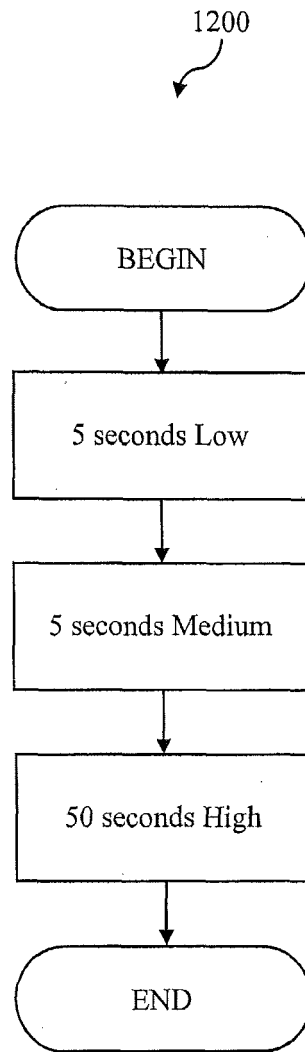 1200
BEGIN
5 seconds Low
5 seconds Medium
50 seconds High
END